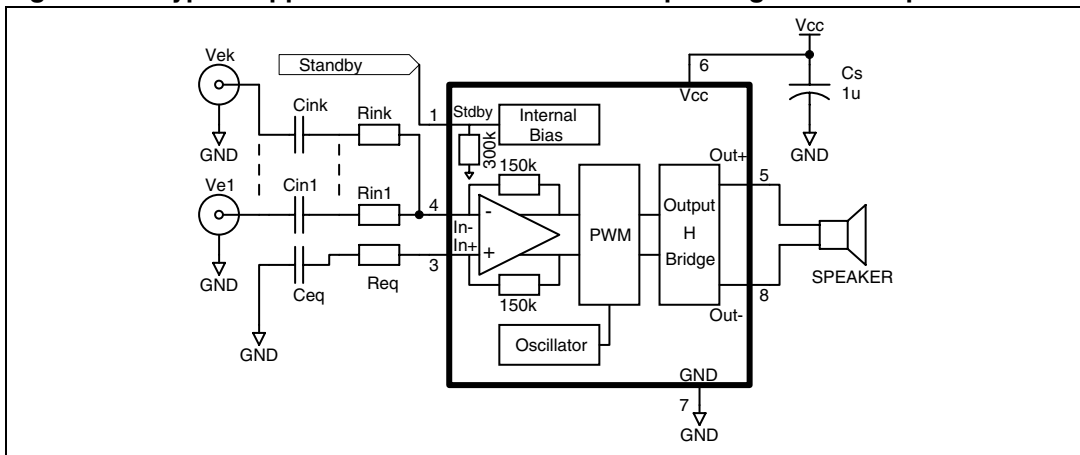 Vcc
6
Cs
1u
Vcc
GND
Vek
Standby
Cink
Rink
1
Stdby
Internal
Bias
300k
GND
150k
Out+
5
Ve1
Cin1
Rin1
4
In-
-
In+
+
3
PWM
Output
H
Bridge
SPEAKER
GND
Ceq
Req
150k
8
Out-
GND
Oscillator
GND
7
GND